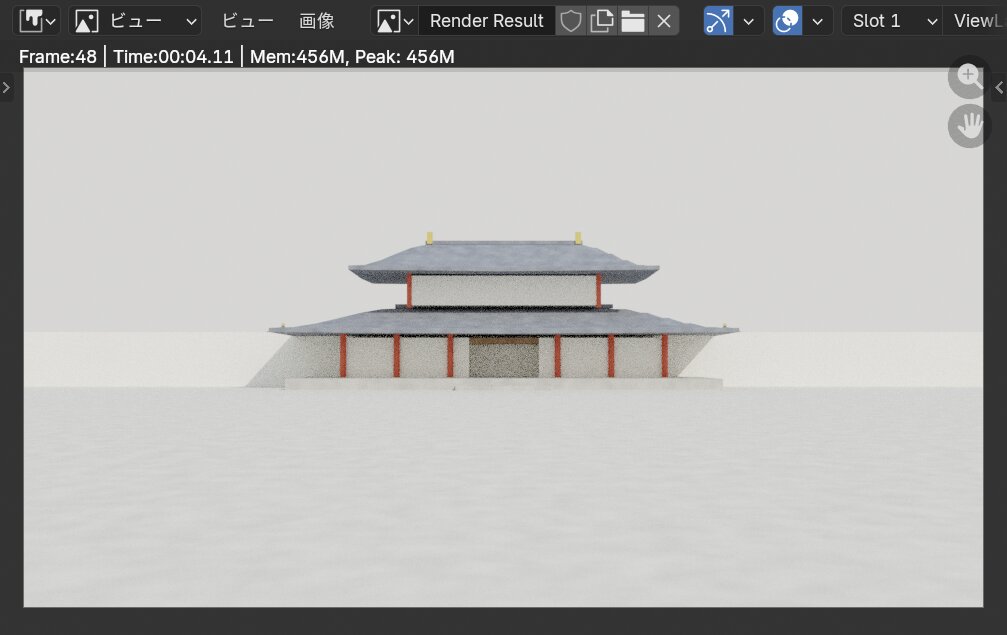 ビュー ビュー 画像 Render Result Slot 1 ViewL
Frame:48 | Time:00:04.11 | Mem:456M, Peak: 456M